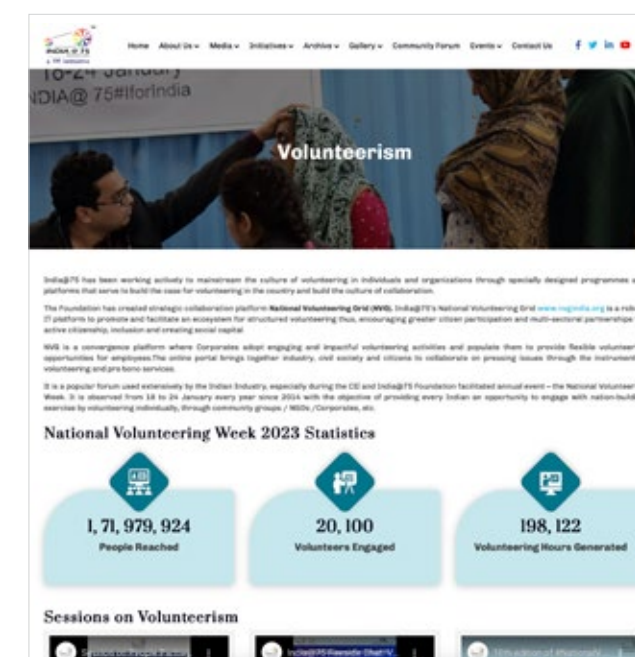 INDIA @ 75
Home About Us Media Initiatives Archive Gallery Community Forum Events Contact Us
18-24 January
NDIA@ 75#IforIndia
Volunteerism
India@75 has been working actively to mainstream the culture of volunteering in individuals and organizations through specially designed programmes
platforms that serve to build the case for volunteering in the country and build the culture of collaboration.
The Foundation has created strategic collaboration platform National Volunteering Grid (NVG). India@75's National Volunteering Grid www.nvgindia.org is a
IT platform to promote and facilitate an ecosystem for structured volunteering thus, encouraging greater citizen participation and multi-sectoral partnerships
active citizenship, inclusion and creating social capital
NVG is a convergence platform where Corporates adopt engaging and impactful volunteering activities and populate them to provide flexible
opportunities for employees.The online portal brings together industry, civil society and citizens to collaborate on pressing issues through the
volunteering and pro bono services.
It is a popular forum used extensively by the Indian Industry, especially during the CII and India@75 Foundation facilitated annual event – the National Volunteer
Week. It is observed from 18 to 24 January every year since 2014 with the objective of providing every Indian an opportunity to engage with
exercise by volunteering individually, through community groups / NGOs /Corporates, etc.
National Volunteering Week 2023 Statistics
1, 71, 979, 924 20, 100 198, 122
People Reached Volunteers Engaged Volunteering Hours Generated
Sessions on Volunteerism
India@75 Fireside Chat-V